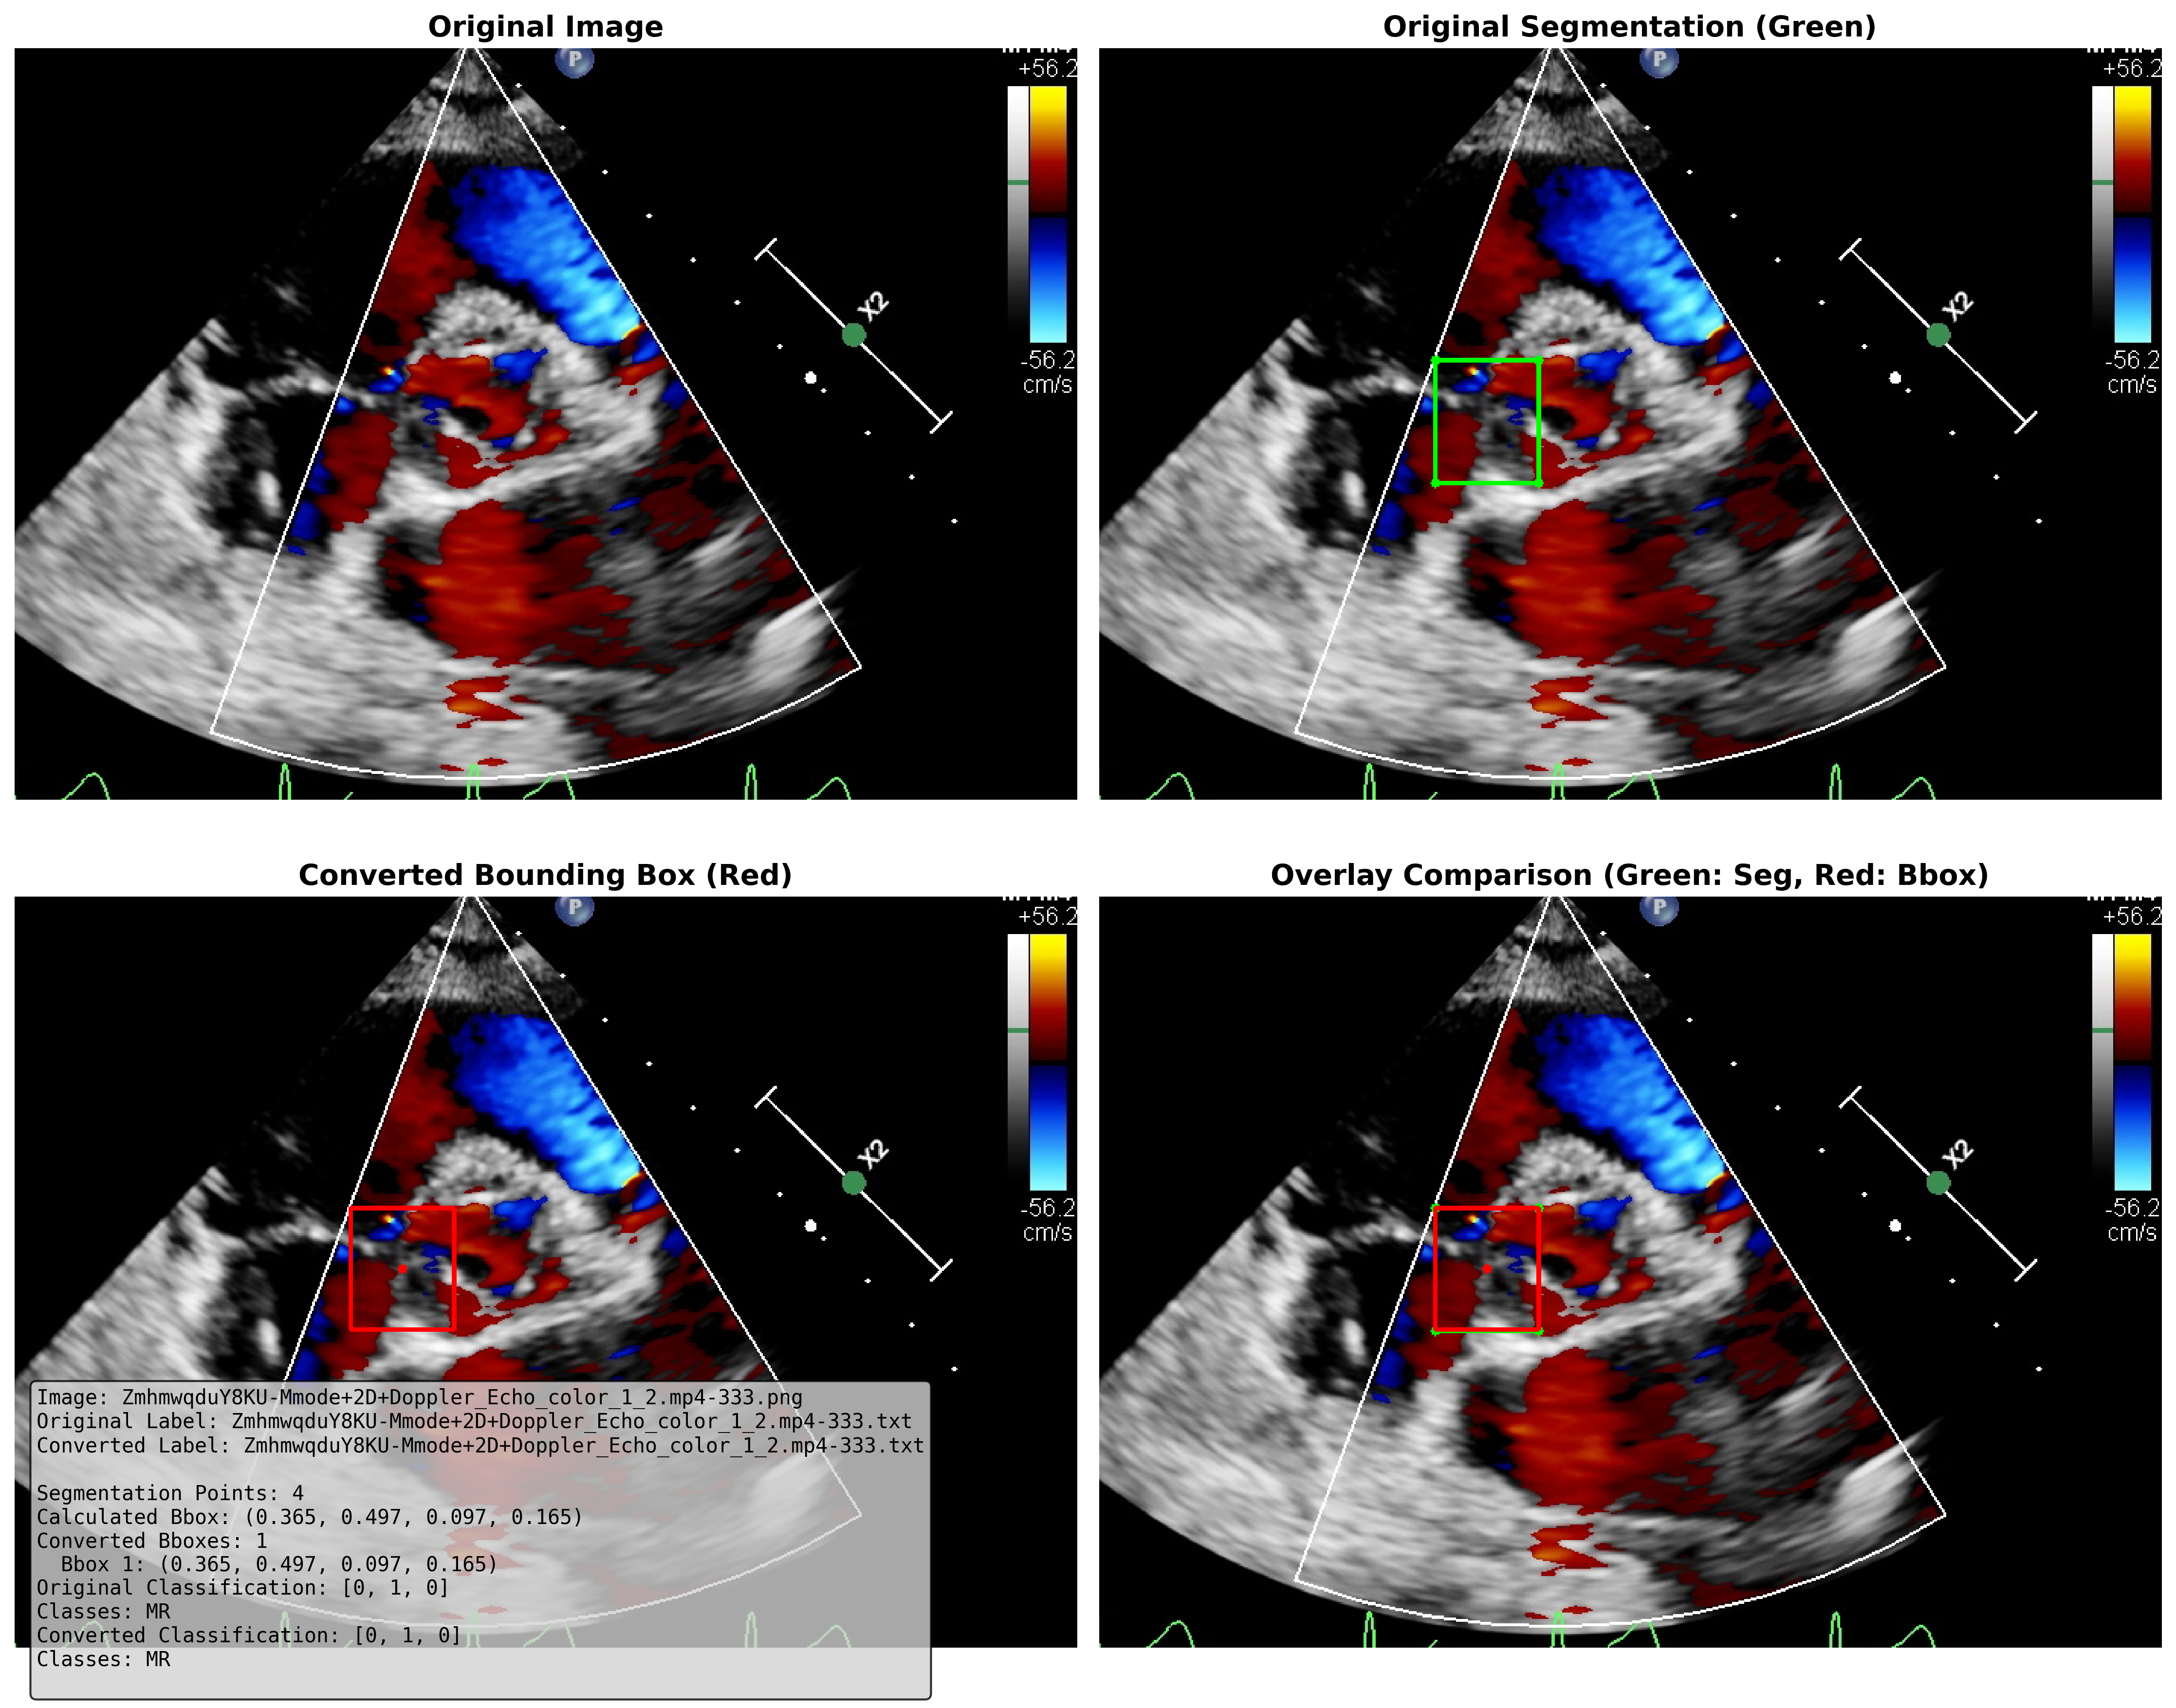 Original Image
P
+56.2
-56.2
cm/s
X2
Original Segmentation (Green)
P
+56.2
-56.2
cm/s
X2
Converted Bounding Box (Red)
P
+56.2
-56.2
cm/s
X2
Image: ZmhmwqduY8KU-Mmode+2D+Doppler_Echo_color_1_2.mp4-333.png
Original Label: ZmhmwqduY8KU-Mmode+2D+Doppler_Echo_color_1_2.mp4-333.txt
Converted Label: ZmhmwqduY8KU-Mmode+2D+Doppler_Echo_color_1_2.mp4-333.txt
Segmentation Points: 4
Calculated Bbox: (0.365, 0.497, 0.097, 0.165)
Converted Bboxes: 1
Bbox 1: (0.365, 0.497, 0.097, 0.165)
Original Classification: [0, 1, 0]
Classes: MR
Converted Classification: [0, 1, 0]
Classes: MR
Overlay Comparison (Green: Seg, Red: Bbox)
P
+56.2
-56.2
cm/s
X2